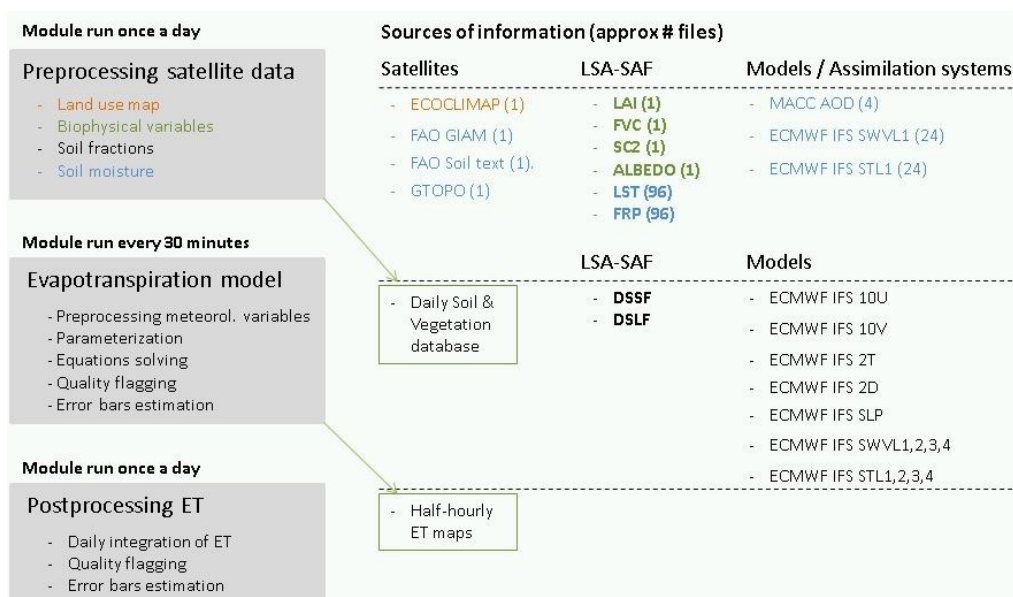 Module run once a day
Preprocessing satellite data
- Land use map
- Biophysical variables
- Soil fractions
- Soil moisture
Sources of information (approx # files)
Satellites
- ECOCLIMAP (1)
- FAO GIAM (1)
- FAO Soil text (1).
- GTOPO (1)
LSA-SAF
- LAI (1)
- FVC (1)
- SC2 (1)
- ALBEDO (1)
- LST (96)
- FRP (96)
Models / Assimilation systems
- MACC AOD (4)
- ECMWF IFS SWVL1 (24)
- ECMWF IFS STL1 (24)
Module run every 30 minutes
Evapotranspiration model
- Preprocessing meteorol. variables
- Parameterization
- Equations solving
- Quality flagging
- Error bars estimation
- Daily Soil &
Vegetation
database
LSA-SAF
- DSSF
- DSLF
Models
- ECMWF IFS 10U
- ECMWF IFS 10V
- ECMWF IFS 2T
- ECMWF IFS 2D
- ECMWF IFS SLP
- ECMWF IFS SWVL1,2,3,4
- ECMWF IFS STL1,2,3,4
Module run once a day
Postprocessing ET
- Daily integration of ET
- Quality flagging
- Error bars estimation
- Half-hourly
ET maps